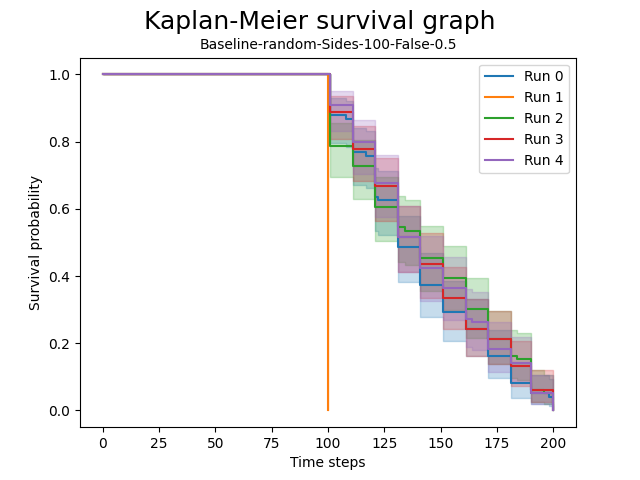 Kaplan-Meier survival graph
Baseline-random-Sides-100-False-0.5
Survival probability
1.0
0.8
0.6
0.4
0.2
0.0
Run 0
Run 1
Run 2
Run 3
Run 4
0 25 50 75 100 125 150 175 200
Time steps